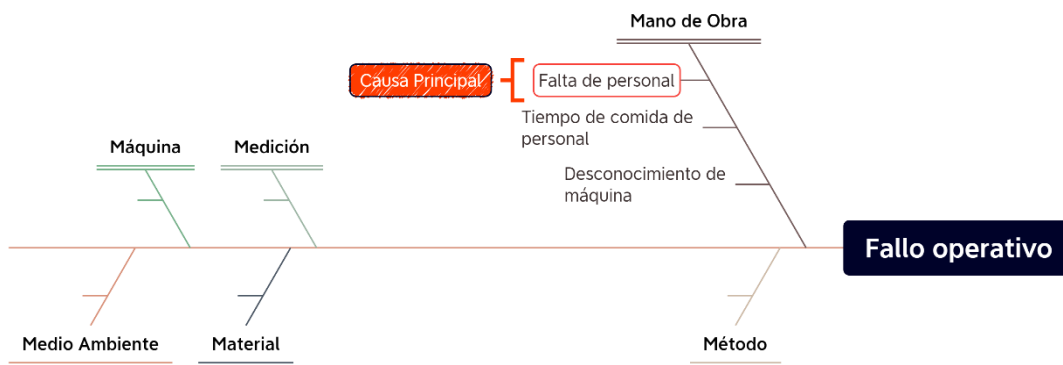 Mano de Obra
Causa Principal
Falta de personal
Tiempo de comida de
personal
Máquina
Medición
Desconocimiento de
máquina
Fallo operativo
Medio Ambiente
Material
Método